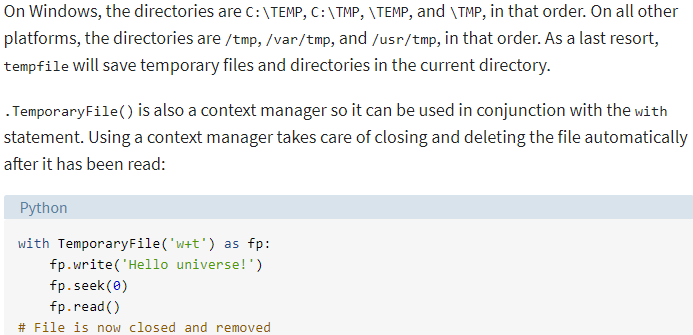 On Windows, the directories are C:\TEMP, C:\TMP, \TEMP, and \TMP, in that order. On all other
platforms, the directories are /tmp, /var/tmp, and /usr/tmp, in that order. As a last resort,
tempfile will save temporary files and directories in the current directory.
.TemporaryFile() is also a context manager so it can be used in conjunction with the with
statement. Using a context manager takes care of closing and deleting the file automatically
after it has been read:
Python
with TemporaryFile('w+t') as fp:
    fp.write('Hello universe!')
    fp.seek(0)
    fp.read()
# File is now closed and removed